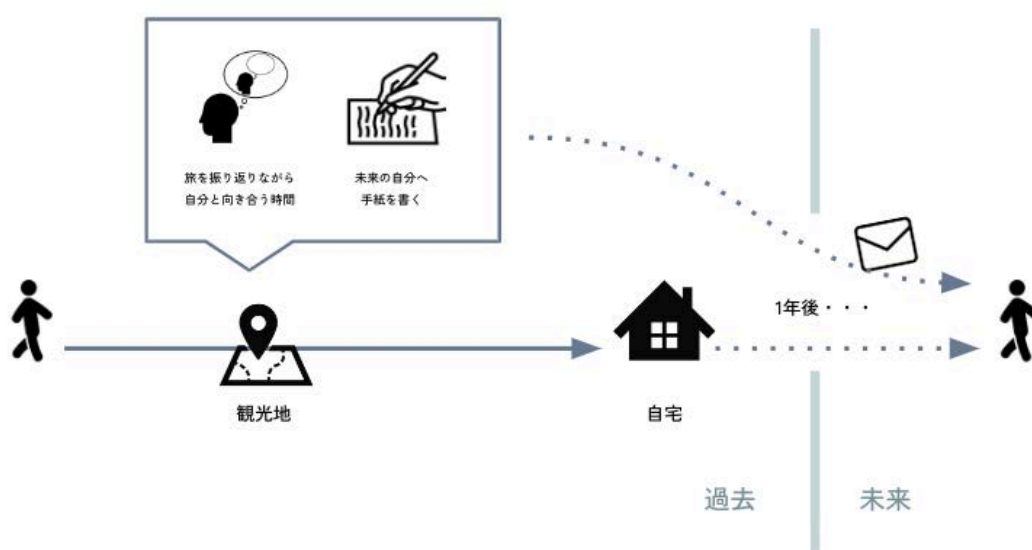 旅を振り返りながら
自分と向き合う時間
未来の自分へ
手紙を書く
1年後・・・
観光地
自宅
過去
未来